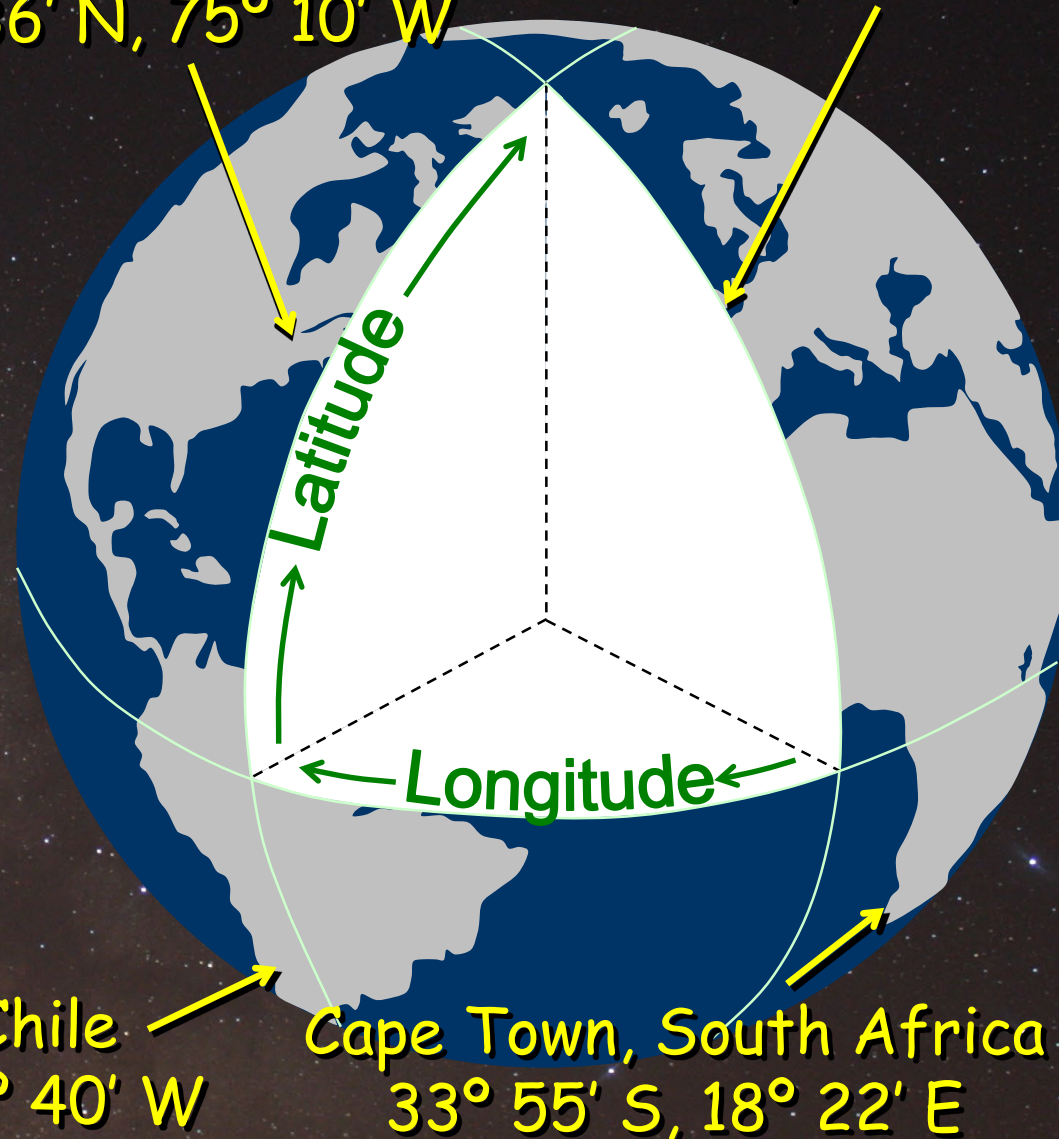 6' N, 75° 10' W
Latitude
Longitude
Chile
° 40' W
Cape Town, South Africa
33° 55' S, 18° 22' E